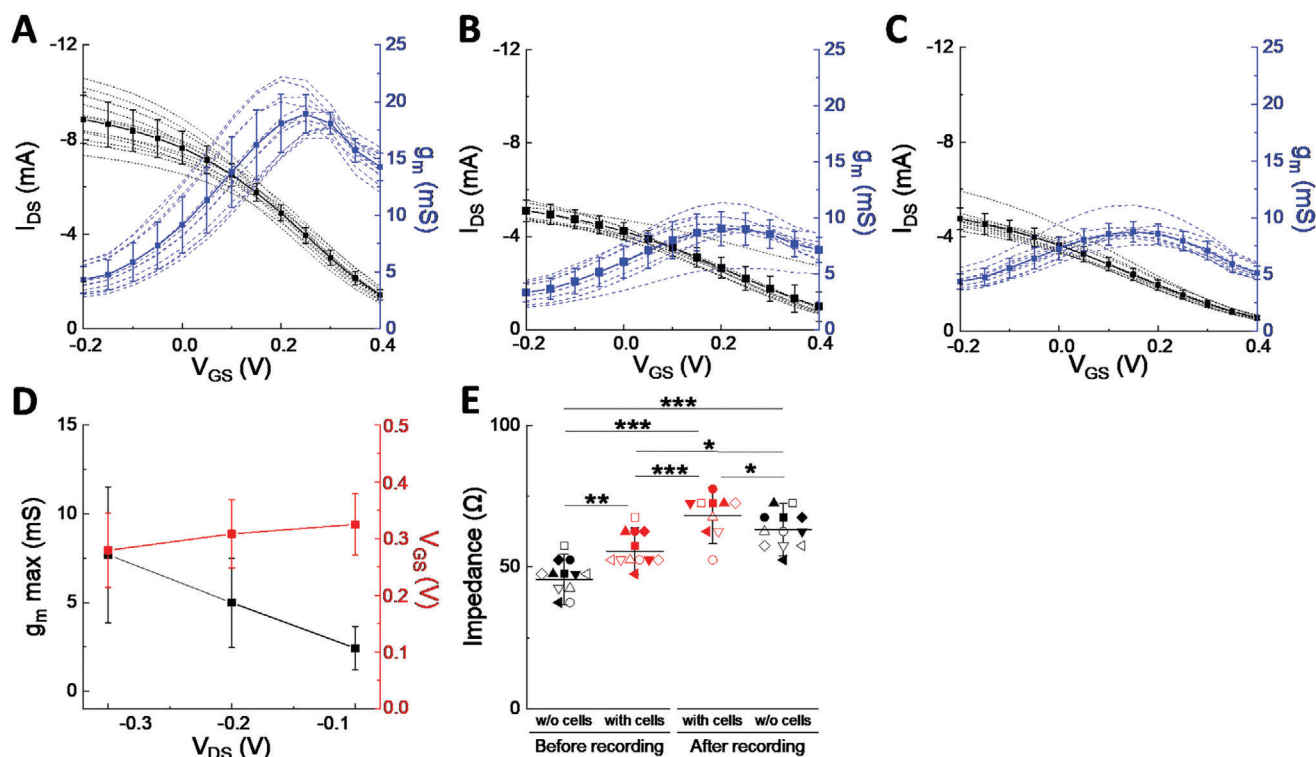 A
B
C
-12
-8
-4
0
I_DS (mA)
-0.2 0.0 0.2 0.4
V_GS (V)
25
20
15
10
5
0
g_m (mS)
-12
-8
-4
0
I_DS (mA)
-0.2 0.0 0.2 0.4
V_GS (V)
25
20
15
10
5
0
g_m (mS)
-12
-8
-4
0
I_DS (mA)
-0.2 0.0 0.2 0.4
V_GS (V)
25
20
15
10
5
0
g_m (mS)
D
15
10
5
0
g_m max (mS)
-0.3 -0.2 -0.1
V_DS (V)
0.5
0.4
0.3
0.2
0.1
0.0
V_GS (V)
E
100
50
0
Impedance (Ω)
***
***
*
*** *
**
w/o cells with cells with cells w/o cells
Before recording After recording